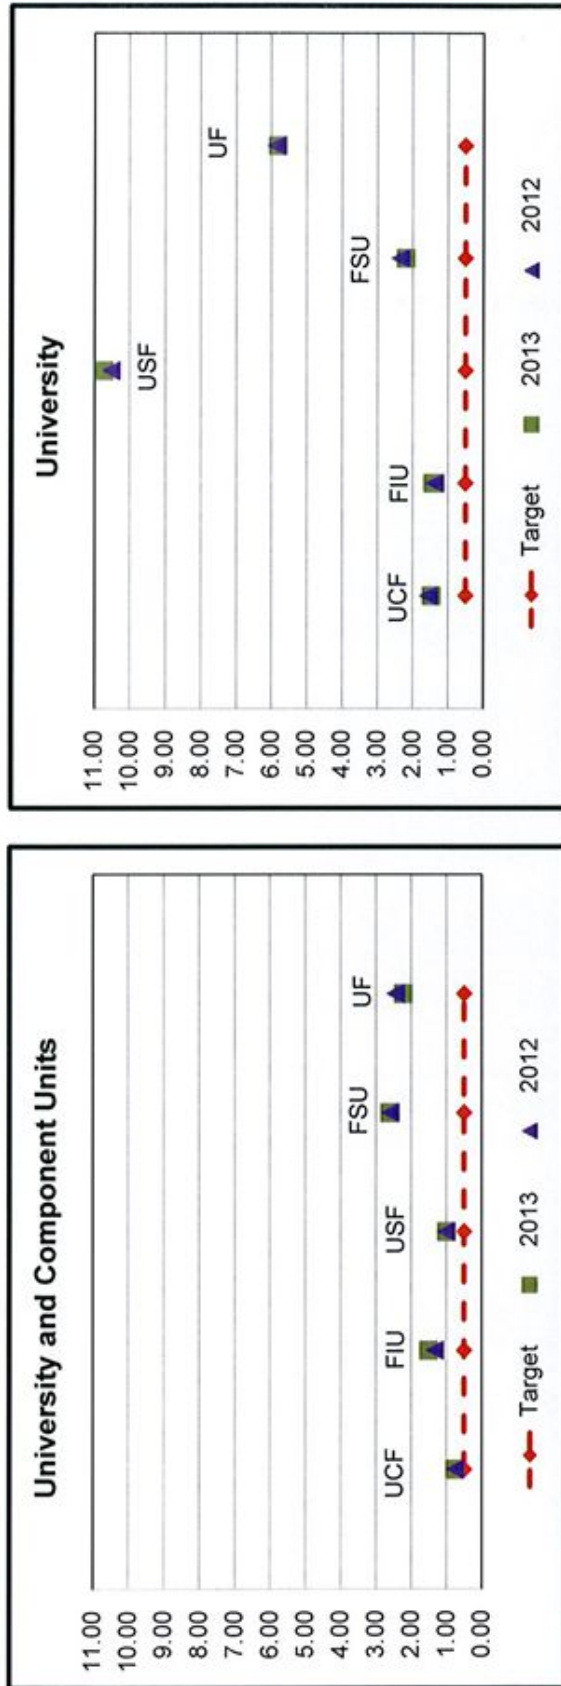 University and Component Units
11.00
10.00
9.00
8.00
7.00
6.00
5.00
4.00
3.00
2.00
1.00
0.00
UCF
FIU
USF
FSU
UF
Target 2013 2012
University
11.00
10.00
9.00
8.00
7.00
6.00
5.00
4.00
3.00
2.00
1.00
0.00
UCF
FIU
USF
FSU
UF
Target 2013 2012